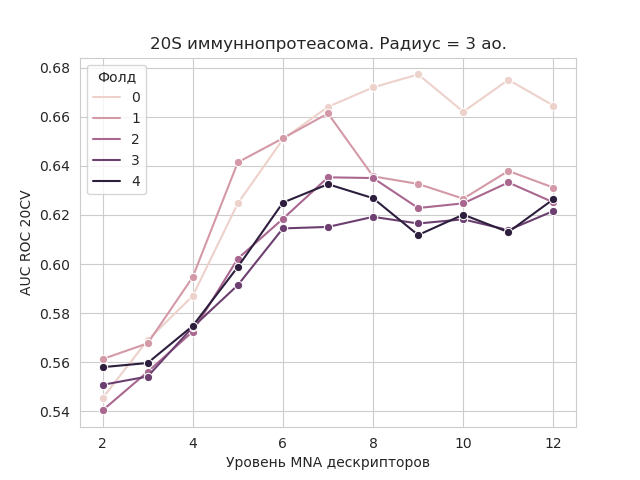 20S иммуннопротеасома. Радиус = 3 ао.
Фолд
0
1
2
3
4
0.68
0.66
0.64
0.62
0.60
0.58
0.56
0.54
AUC ROC 20CV
2 4 6 8 10 12
Уровень MNA дескрипторов